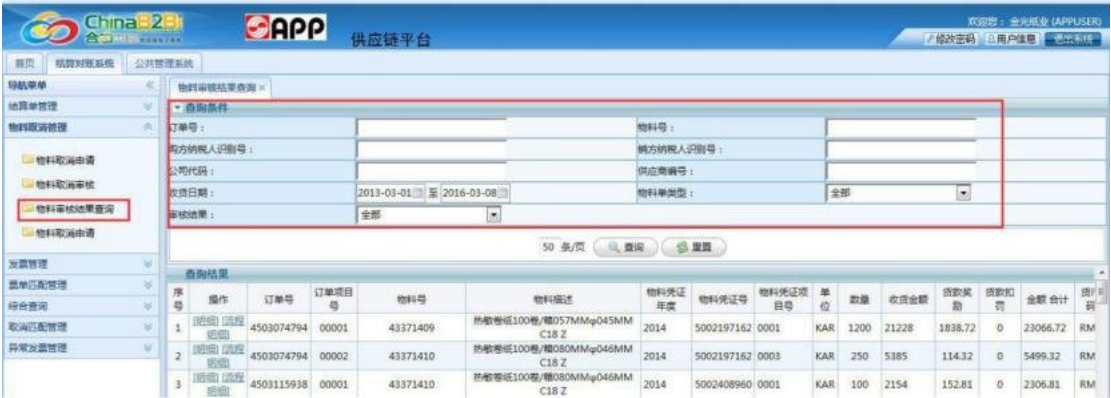 China B2Bi
APP
供应链平台
欢迎您：金光纸业 (APPUSER)
修改密码 用户信息 退出系统
首页 结算对账系统 公共管理系统
导航菜单
结算单管理
物料取消管理
物料取消申请
物料取消审核
物料审核结果查询
物料取消申请
发票管理
票单匹配管理
综合查询
取消匹配管理
异常发票管理
物料审核结果查询 ×
查询条件
订单号： 物料号：
购方纳税人识别号： 销方纳税人识别号：
公司代码： 供应商编号：
收货日期： 2013-03-01 至 2016-03-08 物料单类型： 全部
审核结果： 全部
50 条/页 查询 重置
查询结果
序号 操作 订单号 订单项目号 物料号 物料描述 物料凭证年度 物料凭证号 物料凭证项目号 单位 数量 收货金额 货款奖励 货款扣罚 金额 合计
1 [明细] [流程明细] 4503074794 00001 43371409 热敏卷纸100卷/箱057MMφ045MM C18 Z 2014 5002197162 0001 KAR 1200 21228 1838.72 0 23066.72 RM
2 [明细] [流程明细] 4503074794 00002 43371410 热敏卷纸100卷/箱080MMφ046MM C18 Z 2014 5002197162 0003 KAR 250 5385 114.32 0 5499.32 RM
3 [明细] [流程明细] 4503115938 00001 43371410 热敏卷纸100卷/箱080MMφ046MM C18 Z 2014 5002408960 0001 KAR 100 2154 152.81 0 2306.81 RM